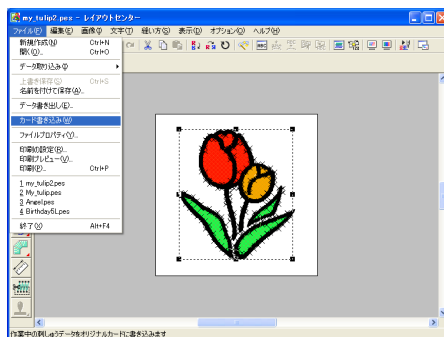 my_tulip2.pes - レイアウトセンター
ファイル(F) 編集(E) 画像(I) 文字(T) 縫い方(S) 表示(D) オプション(O) ヘルプ(H)
新規作成(N) Ctrl+N
開く(O)... Ctrl+O
データ取り込み(I)
上書き保存(S) Ctrl+S
名前を付けて保存(A)...
データ書き出し(E)...
カード書き込み(W)
ファイルプロパティ(Y)...
印刷の設定(R)...
印刷プレビュー(V)...
印刷(P)... Ctrl+P
1 my_tulip2.pes
2 My_tulip.pes
3 Angel.pes
4 Birthday6L.pes
終了(X) Alt+F4
作業中の刺しゅうデータをオリジナルカードに書き込みます